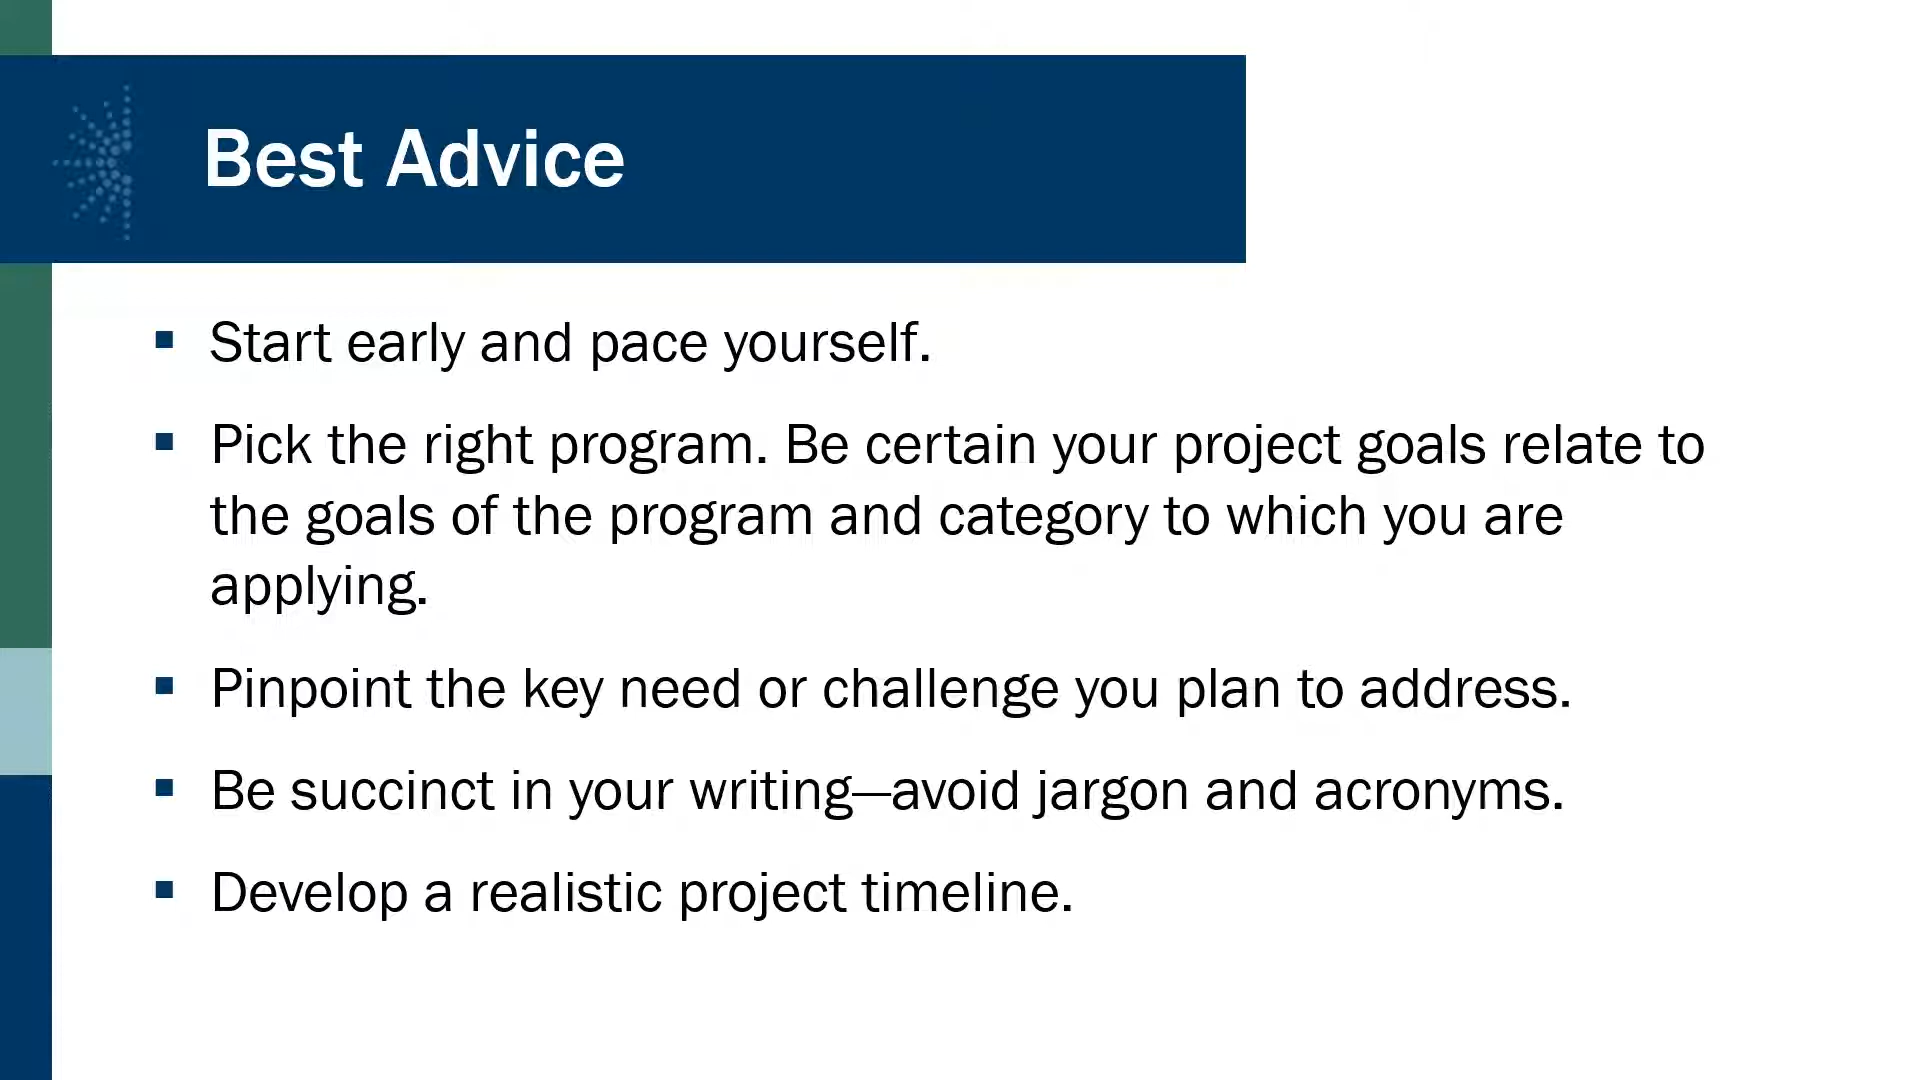 Best Advice
▪ Start early and pace yourself.
▪ Pick the right program. Be certain your project goals relate to
the goals of the program and category to which you are
applying.
▪ Pinpoint the key need or challenge you plan to address.
▪ Be succinct in your writing—avoid jargon and acronyms.
▪ Develop a realistic project timeline.